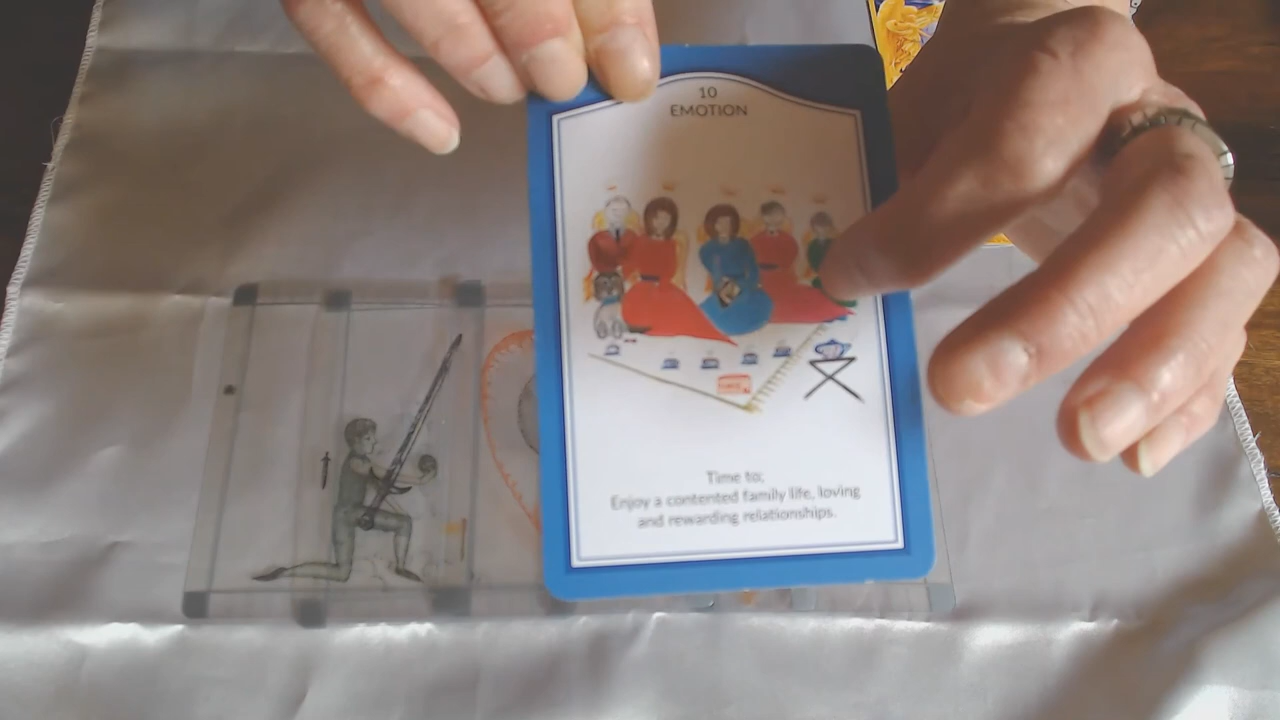 10
EMOTION
Time to:
Enjoy a contented family life, loving
and rewarding relationships.